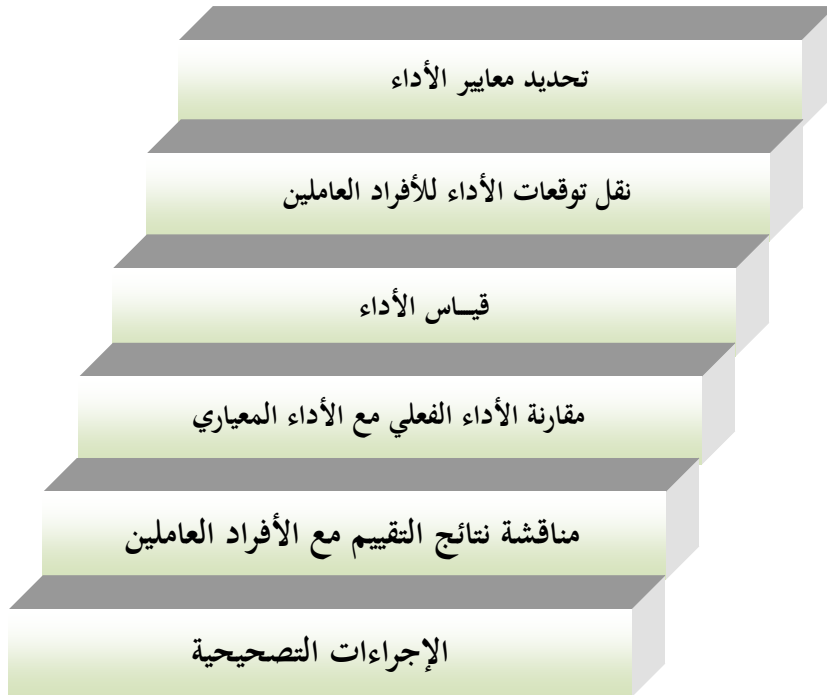 تحديد معايير الأداء
نقل توقعات الأداء للأفراد العاملين
قيــاس الأداء
مقارنة الأداء الفعلي مع الأداء المعياري
مناقشة نتائج التقييم مع الأفراد العاملين
الإجراءات التصحيحية